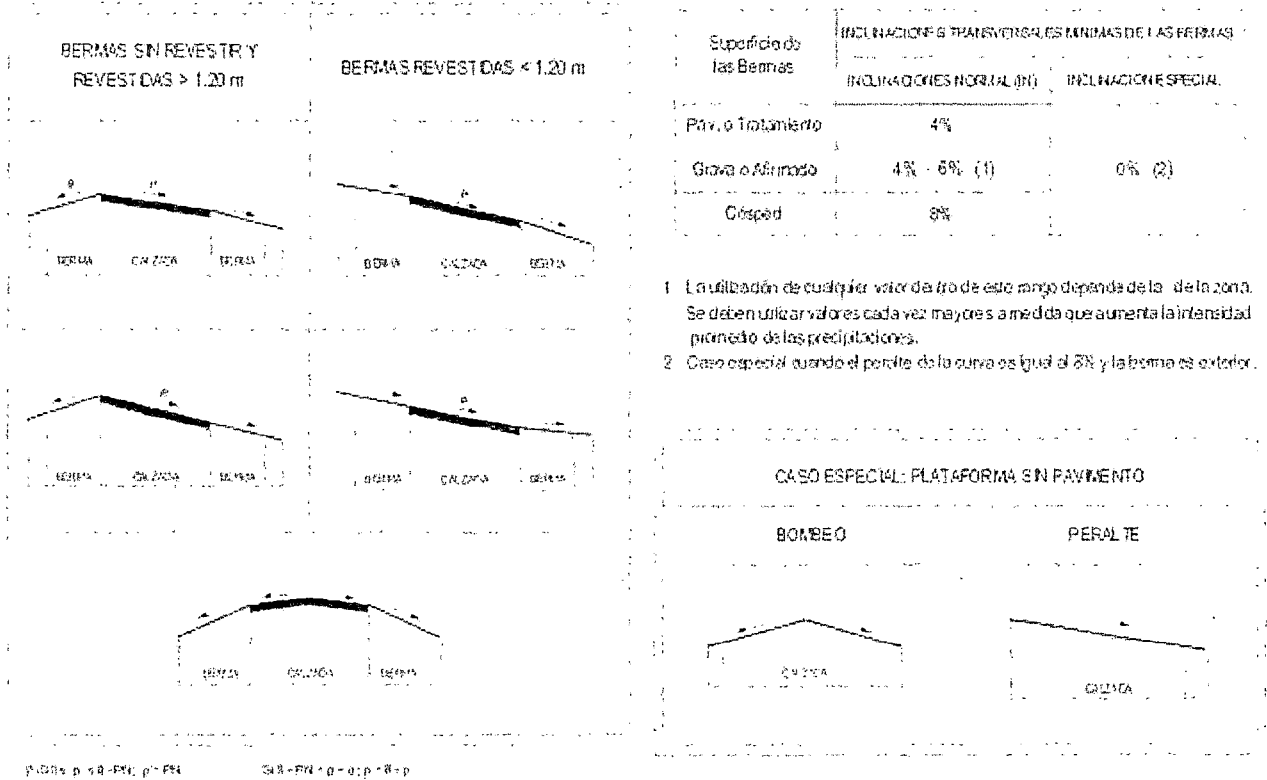 BERMAS SIN REVESTIR Y
REVESTIDAS > 1.20 m
BERMAS REVESTIDAS < 1.20 m
P
BERMA CALZADA BERMA
P
BERMA CALZADA BERMA
P
BERMA CALZADA BERMA
P
BERMA CALZADA BERMA
BERMA CALZADA BERMA
Superficie de
las Bermas
INCLINACIONES TRANSVERSALES MINIMAS DE LAS BERMAS
INCLINACIONES NORMAL (IN) INCLINACION ESPECIAL
Pav. o Tratamiento 4%
Grava o Afirmado 4% - 6% (1) 0% (2)
Césped 8%
1 La utilización de cualquier valor dentro de este rango depende de la de la zona.
Se deben utilizar valores cada vez mayores a medida que aumenta la intensidad
promedio de las precipitaciones.
2 Caso especial cuando el peralte de la curva es igual al 8% y la berma es exterior.
CASO ESPECIAL: PLATAFORMA SIN PAVIMENTO
BOMBEO PERALTE
CALZADA
CALZADA